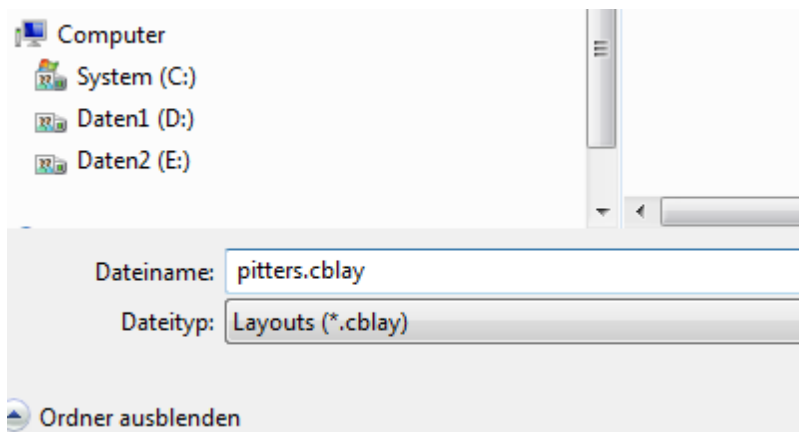 Computer
System (C:)
Daten1 (D:)
Daten2 (E:)
Dateiname: pitters.cblay
Dateityp: Layouts (*.cblay)
Ordner ausblenden